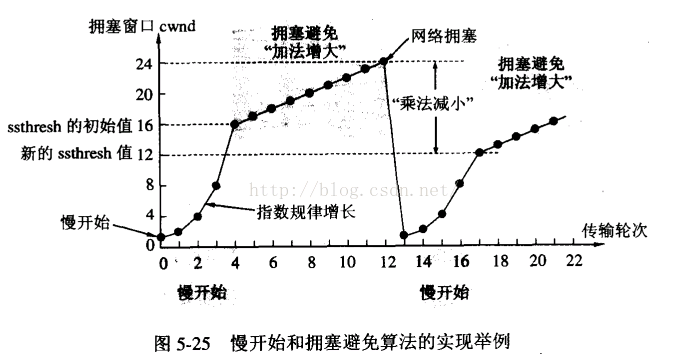 拥塞窗口 cwnd
拥塞避免
“加法增大”
网络拥塞
拥塞避免
“加法增大”
24
20
“乘法减小”
ssthresh 的初始值
16
新的 ssthresh 值
12
8
http://blog.csdn.net
慢开始
4
指数规律增长
0
传输轮次
0 2 4 6 8 10 12 14 16 18 20 22
慢开始
慢开始
图 5-25 慢开始和拥塞避免算法的实现举例